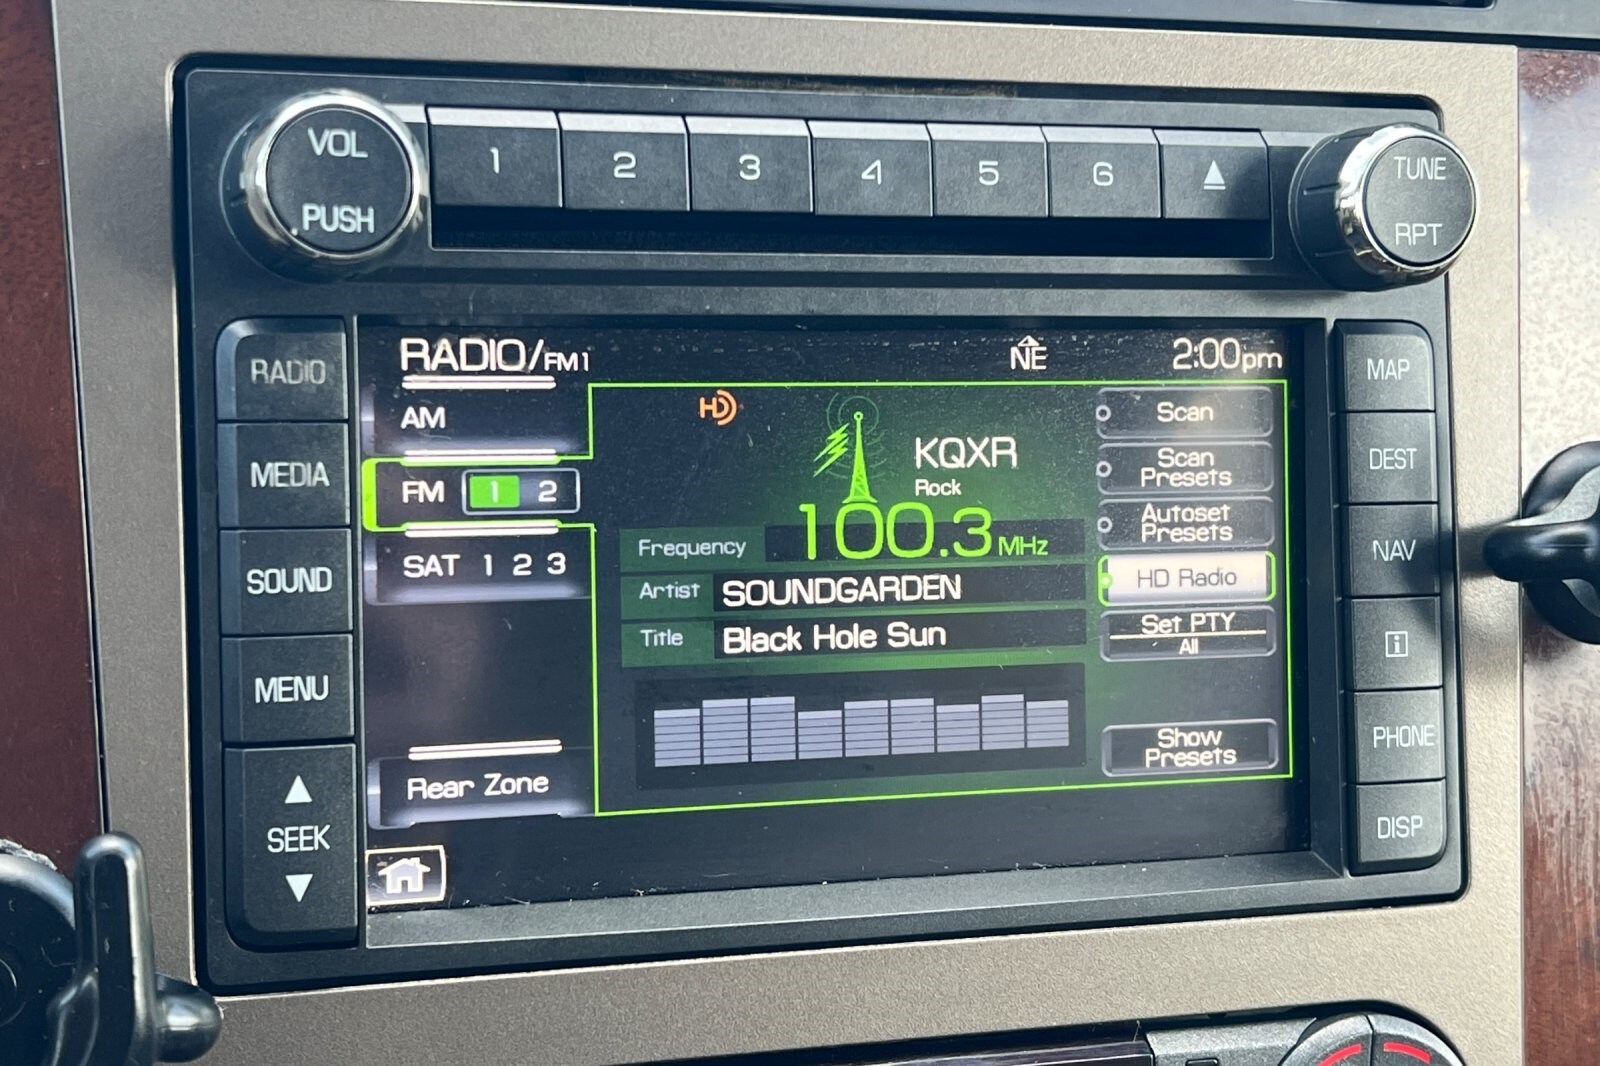 VOL
PUSH
1 2 3 4 5 6
TUNE
RPT
RADIO
MEDIA
SOUND
MENU
SEEK
RADIO/FM1
NE
2:00pm
AM
FM 1 2
SAT 1 2 3
Rear Zone
HD
KQXR
Rock
Frequency 100.3 MHz
Artist SOUNDGARDEN
Title Black Hole Sun
Scan
Scan
Presets
Autoset
Presets
HD Radio
Set PTY
All
Show
Presets
MAP
DEST
NAV
i
PHONE
DISP